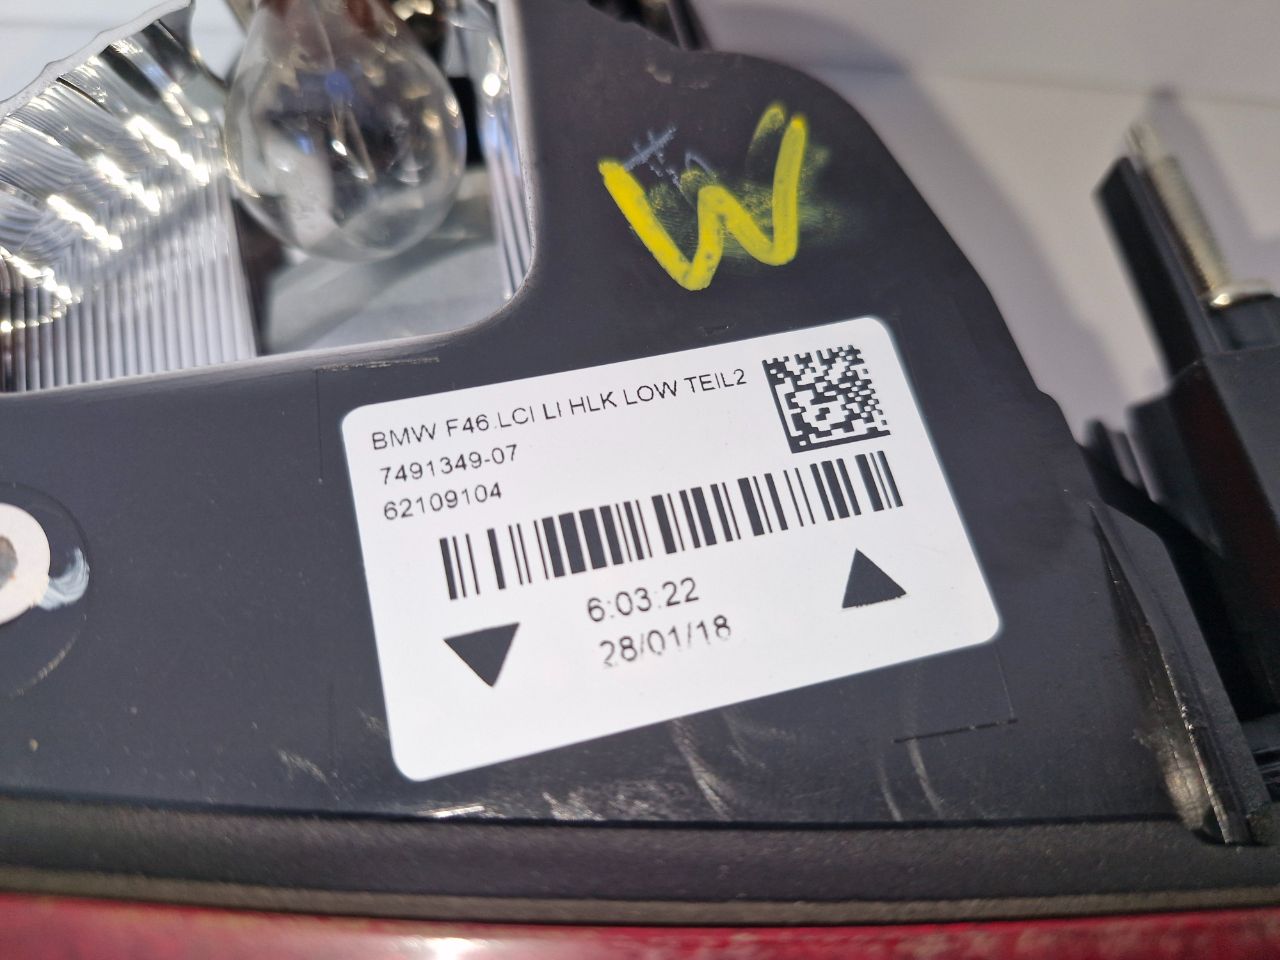 W
BMW F46 LCI LI HLK LOW TEIL2
7491349-07
62109104
6:03:22
28/01/18